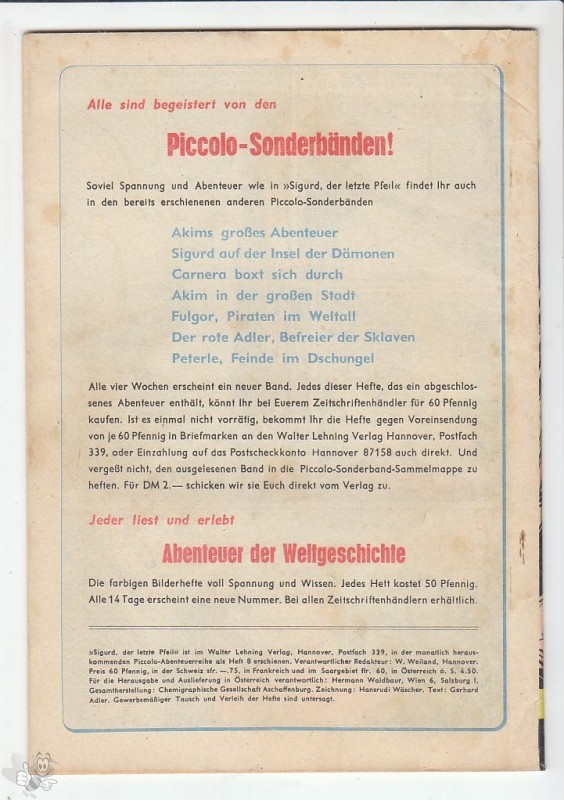 Alle sind begeistert von den
Piccolo-Sonderbänden!
Soviel Spannung und Abenteuer wie in »Sigurd, der letzte Pfeil« findet Ihr auch
in den bereits erschienenen anderen Piccolo-Sonderbänden
Akims großes Abenteuer
Sigurd auf der Insel der Dämonen
Carnera boxt sich durch
Akim in der großen Stadt
Fulgor, Piraten im Weltall
Der rote Adler, Befreier der Sklaven
Peterle, Feinde im Dschungel
Alle vier Wochen erscheint ein neuer Band. Jedes dieser Hefte, das ein abgeschlos-
senes Abenteuer enthält, könnt Ihr bei Euerem Zeitschriftenhändler für 60 Pfennig
kaufen. Ist es einmal nicht vorrätig, bekommt Ihr die Hefte gegen Voreinsendung
von je 60 Pfennig in Briefmarken an den Walter Lehning Verlag Hannover, Postfach
339, oder Einzahlung auf das Postscheckkonto Hannover 87158 auch direkt. Und
vergeßt nicht, den ausgelesenen Band in die Piccolo-Sonderband-Sammelmappe zu
heften. Für DM 2.— schicken wir sie Euch direkt vom Verlag zu.
Jeder liest und erlebt
Abenteuer der Weltgeschichte
Die farbigen Bilderhefte voll Spannung und Wissen. Jedes Heft kostet 50 Pfennig.
Alle 14 Tage erscheint eine neue Nummer. Bei allen Zeitschriftenhändlern erhältlich.
»Sigurd, der letzte Pfeil« ist im Walter Lehning Verlag, Hannover, Postfach 339, in der monatlich heraus-
kommenden Piccolo-Abenteuerreihe als Heft 8 erschienen. Verantwortlicher Redakteur: W. Weiland, Hannover.
Preis 60 Pfennig, in der Schweiz sfr. —.75, in Frankreich und im Saargebiet ffr. 60, in Österreich ö. S. 4.50.
Für die Herausgabe und Auslieferung in Österreich verantwortlich: Hermann Waldbaur, Wien 6, Salzburg 1.
Gesamtherstellung: Chemigraphische Gesellschaft Aschaffenburg. Zeichnung: Hansrudi Wäscher, Text: Gerhard
Adler. Gewerbsmäßiger Tausch und Verleih der Hefte sind untersagt.